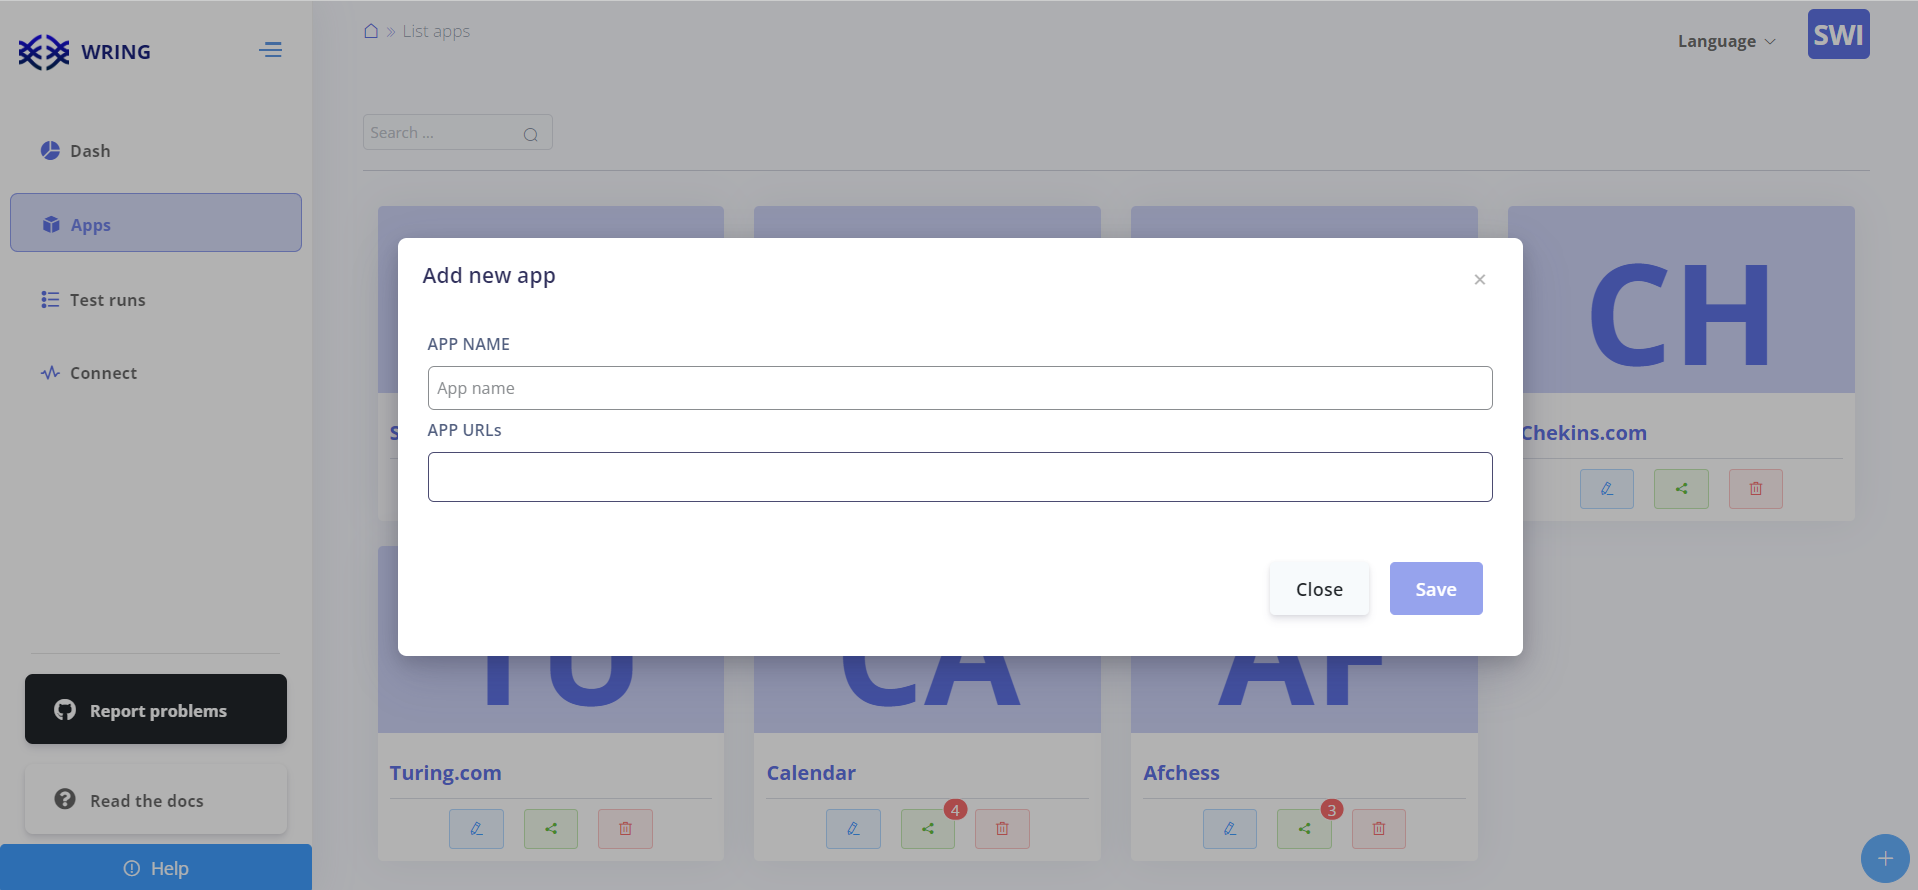 WRING
List apps
Language
SWI
Dash
Search ...
Apps
CH
Add new app
Test runs
APP NAME
App name
Connect
APP URLs
S
Chekins.com
Close
Save
TU
CA
AF
Report problems
Turing.com
Calendar
Afchess
Read the docs
4
3
Help